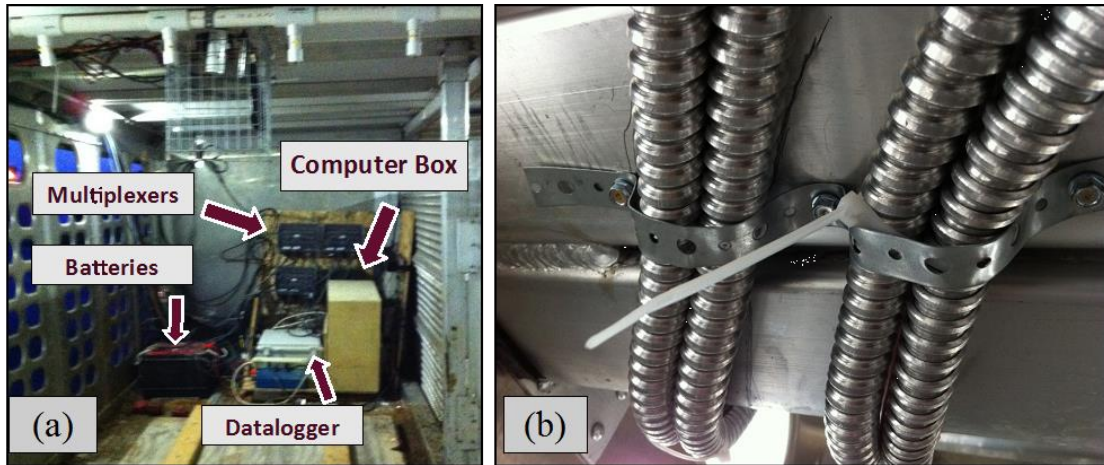 Computer Box
Multiplexers
Batteries
Datalogger
(a)
(b)